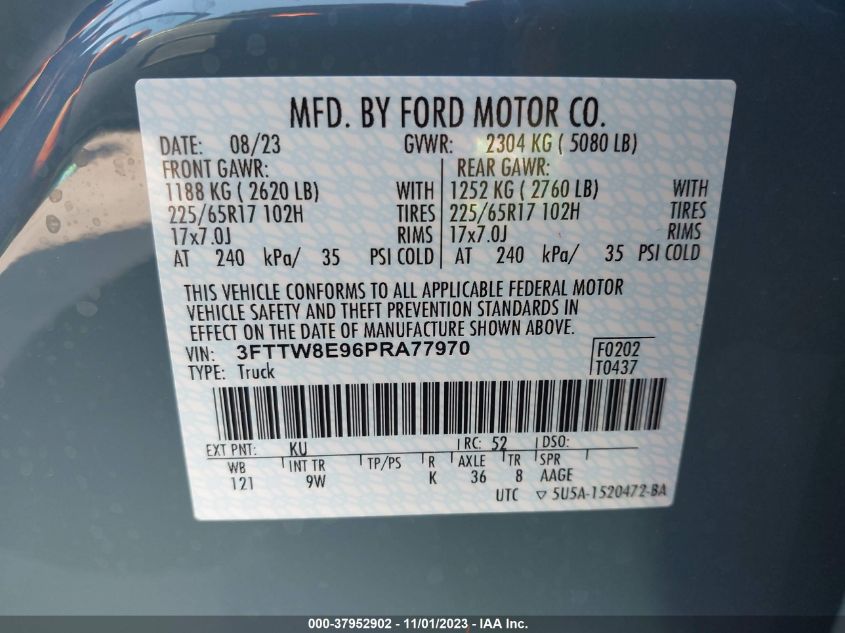 MFD. BY FORD MOTOR CO.
DATE: 08/23 GVWR: 2304 KG ( 5080 LB)
FRONT GAWR: REAR GAWR:
1188 KG ( 2620 LB) WITH 1252 KG ( 2760 LB) WITH
225/65R17 102H TIRES 225/65R17 102H TIRES
17x7.0J RIMS 17x7.0J RIMS
AT 240 kPa/ 35 PSI COLD AT 240 kPa/ 35 PSI COLD
THIS VEHICLE CONFORMS TO ALL APPLICABLE FEDERAL MOTOR
VEHICLE SAFETY AND THEFT PREVENTION STANDARDS IN
EFFECT ON THE DATE OF MANUFACTURE SHOWN ABOVE.
VIN: 3FTTW8E96PRA77970 F0202
TYPE: Truck T0437
EXT PNT: KU RC: 52 DSO:
WB INT TR TP/PS R AXLE TR SPR
121 9W K 36 8 AAGE
UTC ▽ 5U5A-1520472-BA
000-37952902 - 11/01/2023 - IAA Inc.